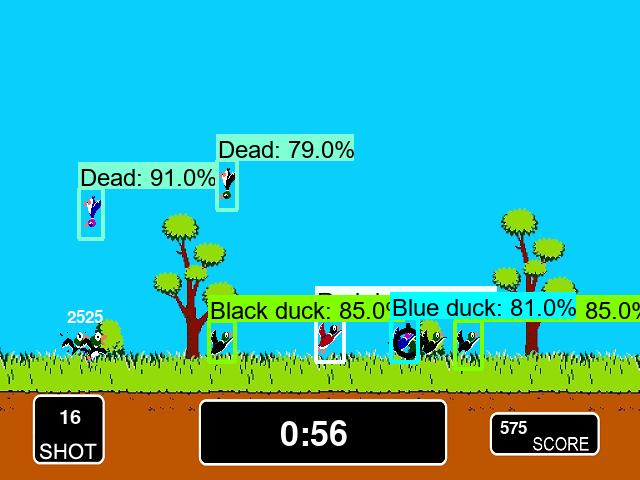 Dead: 79.0%
Dead: 91.0%
2525
Black duck: 85.0%
Blue duck: 81.0%
85.0%
16
SHOT
0:56
575
SCORE